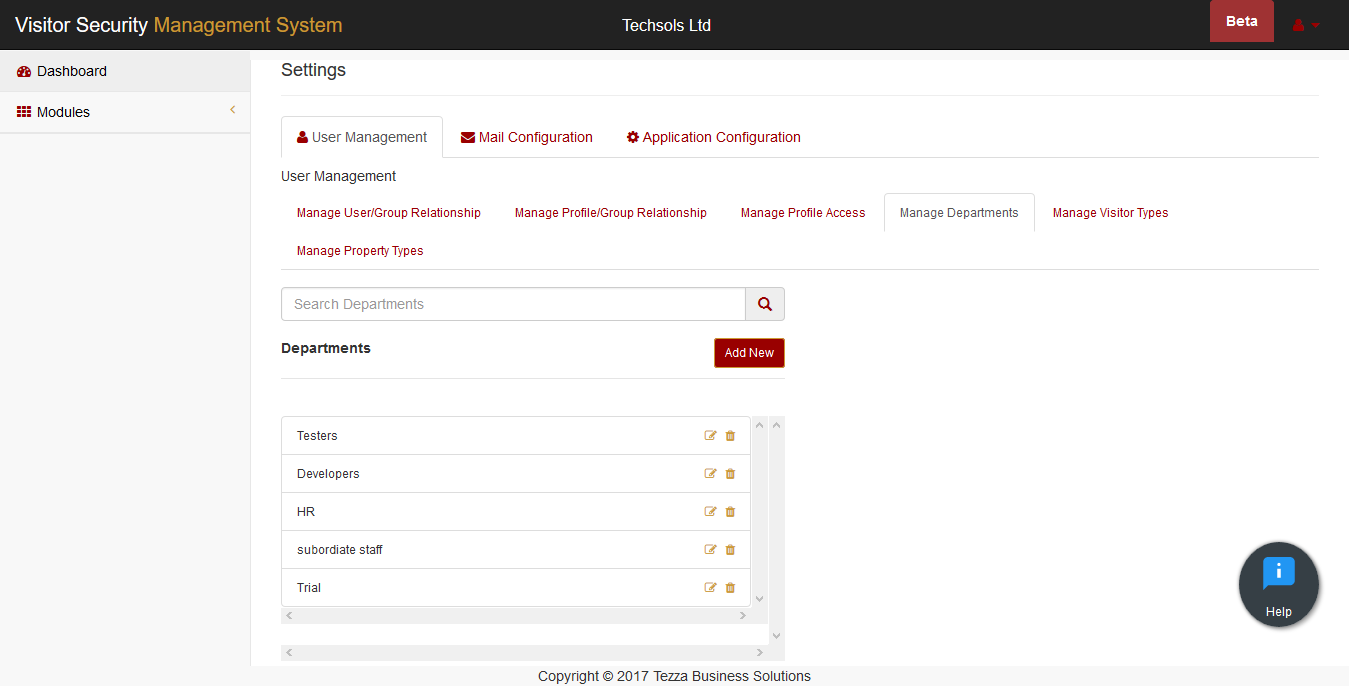 Visitor Security Management System
Techsols Ltd
Beta
Dashboard
Modules
Settings
User Management
Mail Configuration
Application Configuration
User Management
Manage User/Group Relationship
Manage Profile/Group Relationship
Manage Profile Access
Manage Departments
Manage Visitor Types
Manage Property Types
Search Departments
Departments
Add New
Testers
Developers
HR
subordiate staff
Trial
Help
Copyright © 2017 Tezza Business Solutions